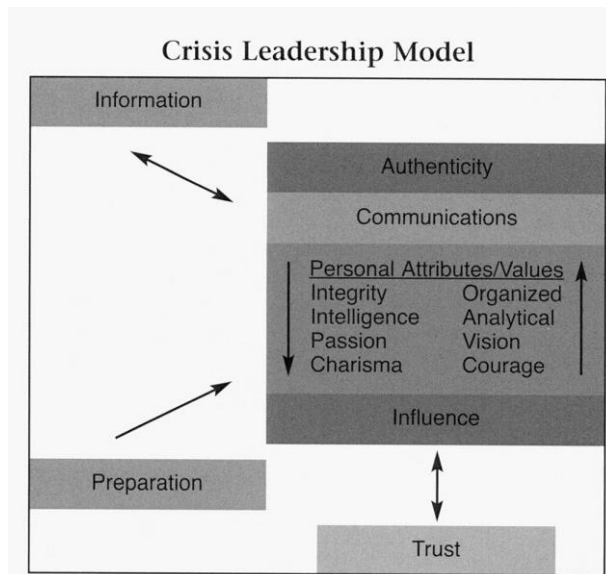 Crisis Leadership Model
Information
Authenticity
Communications
Personal Attributes/Values
Integrity Organized
Intelligence Analytical
Passion Vision
Charisma Courage
Influence
Preparation
Trust